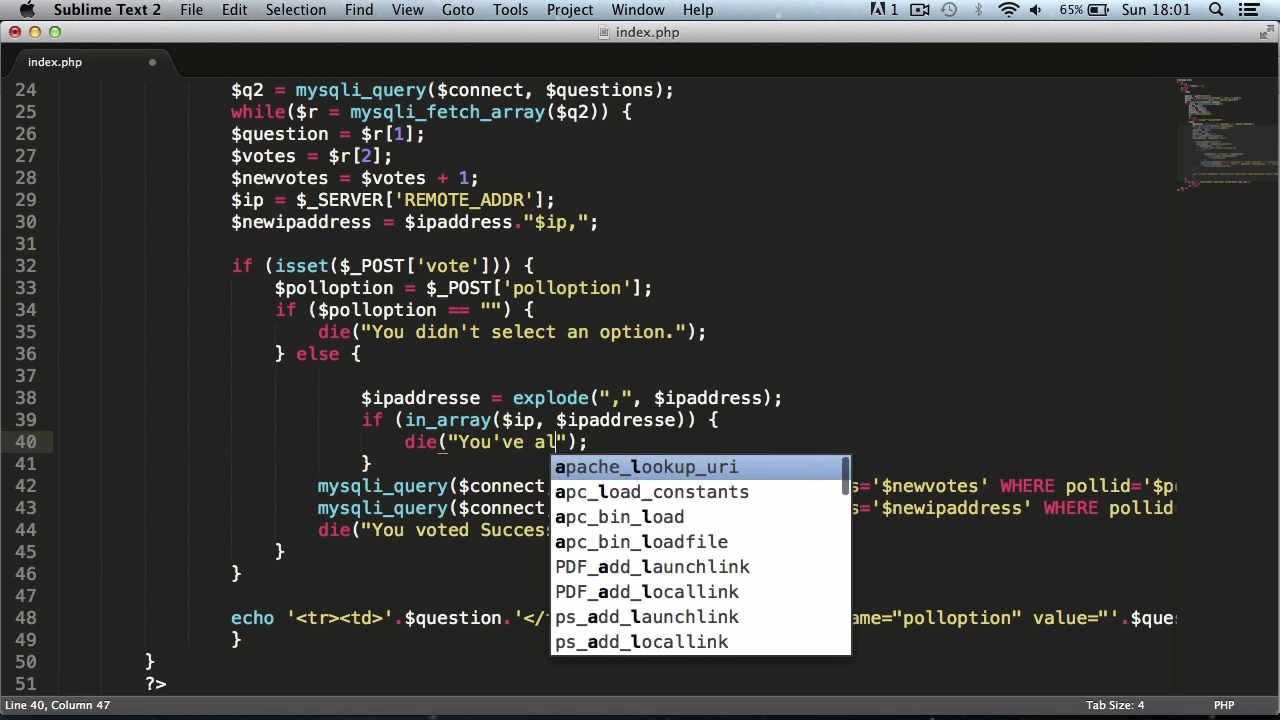 Sublime Text 2 File Edit Selection Find View Goto Tools Project Window Help 1 65% Sun 18:01
index.php
index.php
24 $q2 = mysqli_query($connect, $questions);
25 while($r = mysqli_fetch_array($q2)) {
26 $question = $r[1];
27 $votes = $r[2];
28 $newvotes = $votes + 1;
29 $ip = $_SERVER['REMOTE_ADDR'];
30 $newipaddress = $ipaddress."$ip,";
31
32 if (isset($_POST['vote'])) {
33 $polloption = $_POST['polloption'];
34 if ($polloption == "") {
35 die("You didn't select an option.");
36 } else {
37
38 $ipaddresse = explode(",", $ipaddress);
39 if (in_array($ip, $ipaddresse)) {
40 die("You've al");
41 }
apache_lookup_uri
42 mysqli_query($connect s='$newvotes' WHERE pollid='$p
apc_load_constants
43 mysqli_query($connect s='$newipaddress' WHERE pollid
apc_bin_load
44 die("You voted Succes
apc_bin_loadfile
45 }
PDF_add_launchlink
46 }
PDF_add_locallink
47
ps_add_launchlink
48 echo '<tr><td>'.$question.'</ ame="polloption" value="'.$ques
49 }
ps_add_locallink
50 }
51 ?>
Line 40, Column 47 Tab Size: 4 PHP